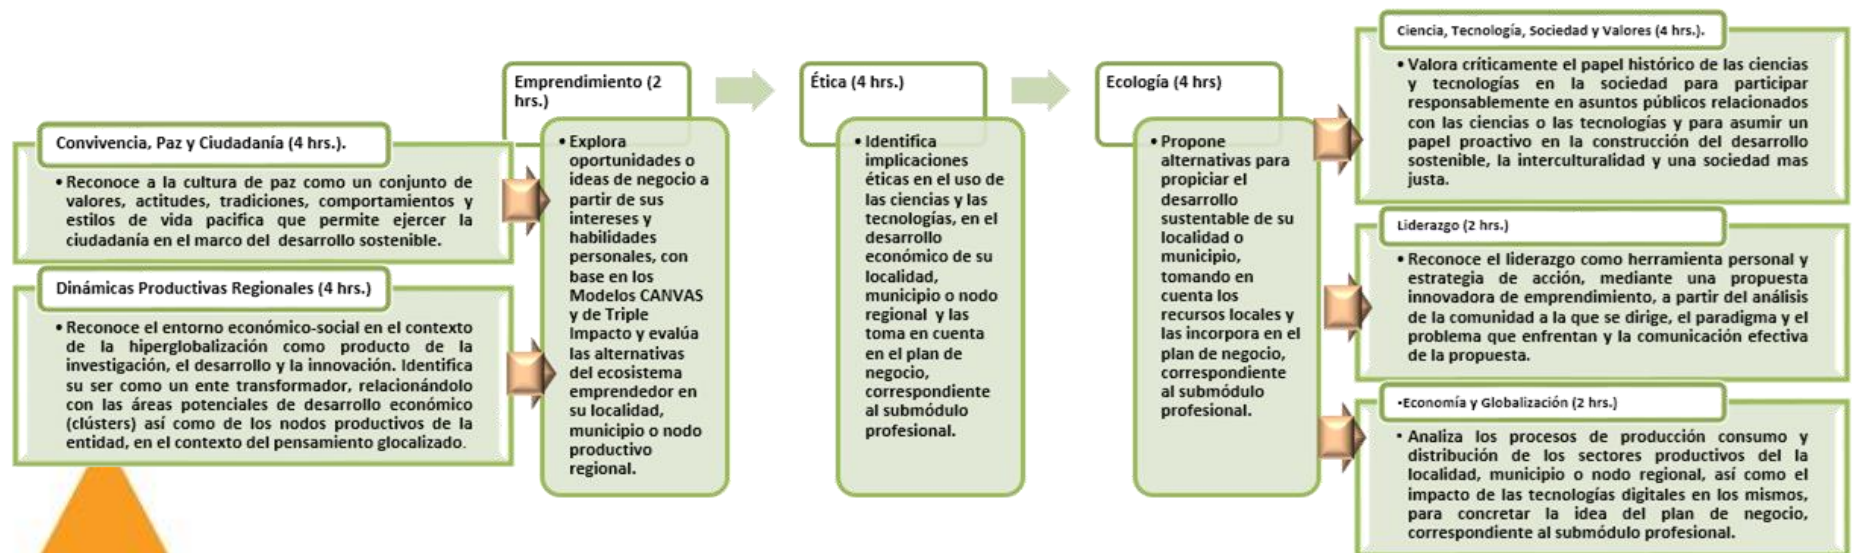 Convivencia, Paz y Ciudadanía (4 hrs.).
• Reconoce a la cultura de paz como un conjunto de
valores, actitudes, tradiciones, comportamientos y
estilos de vida pacifica que permite ejercer la
ciudadanía en el marco del desarrollo sostenible.
Dinámicas Productivas Regionales (4 hrs.)
• Reconoce el entorno económico-social en el contexto
de la hiperglobalización como producto de la
investigación, el desarrollo y la innovación. Identifica
su ser como un ente transformador, relacionándolo
con las áreas potenciales de desarrollo económico
(clústers) así como de los nodos productivos de la
entidad, en el contexto del pensamiento glocalizado.
Emprendimiento (2
hrs.)
• Explora
oportunidades o
ideas de negocio a
partir de sus
intereses y
habilidades
personales, con
base en los
Modelos CANVAS
y de Triple
Impacto y evalúa
las alternativas
del ecosistema
emprendedor en
su localidad,
municipio o nodo
productivo
regional.
Ética (4 hrs.)
• Identifica
implicaciones
éticas en el uso de
las ciencias y las
tecnologías, en el
desarrollo
económico de su
localidad,
municipio o nodo
regional y las
toma en cuenta
en el plan de
negocio,
correspondiente
al submódulo
profesional.
Ecología (4 hrs)
• Propone
alternativas para
propiciar el
desarrollo
sustentable de su
localidad o
municipio,
tomando en
cuenta los
recursos locales y
las incorpora en el
plan de negocio,
correspondiente
al submódulo
profesional.
Ciencia, Tecnología, Sociedad y Valores (4 hrs.).
• Valora críticamente el papel histórico de las ciencias
y tecnologías en la sociedad para participar
responsablemente en asuntos públicos relacionados
con las ciencias o las tecnologías y para asumir un
papel proactivo en la construcción del desarrollo
sostenible, la interculturalidad y una sociedad mas
justa.
Liderazgo (2 hrs.)
• Reconoce el liderazgo como herramienta personal y
estrategia de acción, mediante una propuesta
innovadora de emprendimiento, a partir del análisis
de la comunidad a la que se dirige, el paradigma y el
problema que enfrentan y la comunicación efectiva
de la propuesta.
•Economía y Globalización (2 hrs.)
• Analiza los procesos de producción consumo y
distribución de los sectores productivos del la
localidad, municipio o nodo regional, así como el
impacto de las tecnologías digitales en los mismos,
para concretar la idea del plan de negocio,
correspondiente al submódulo profesional.